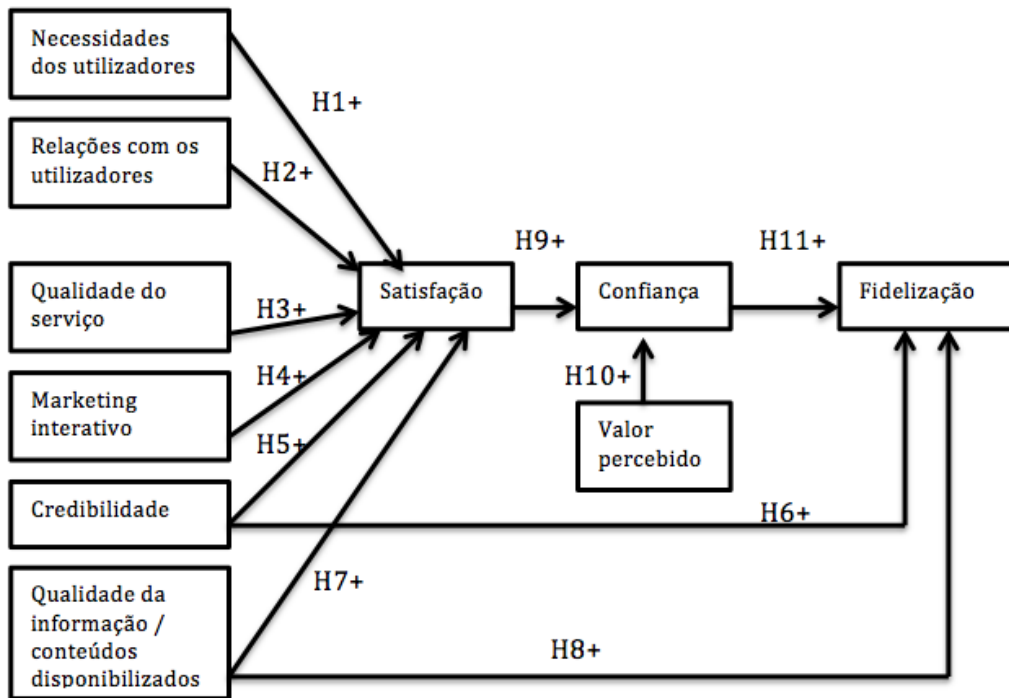 Necessidades
dos utilizadores
H1+
Relações com os
utilizadores
H2+
H9+
H11+
Qualidade do
serviço
H3+
Satisfação
Confiança
Fidelização
Marketing
interativo
H4+
H10+
Valor
percebido
H5+
Credibilidade
H6+
Qualidade da
informação /
conteúdos
disponibilizados
H7+
H8+